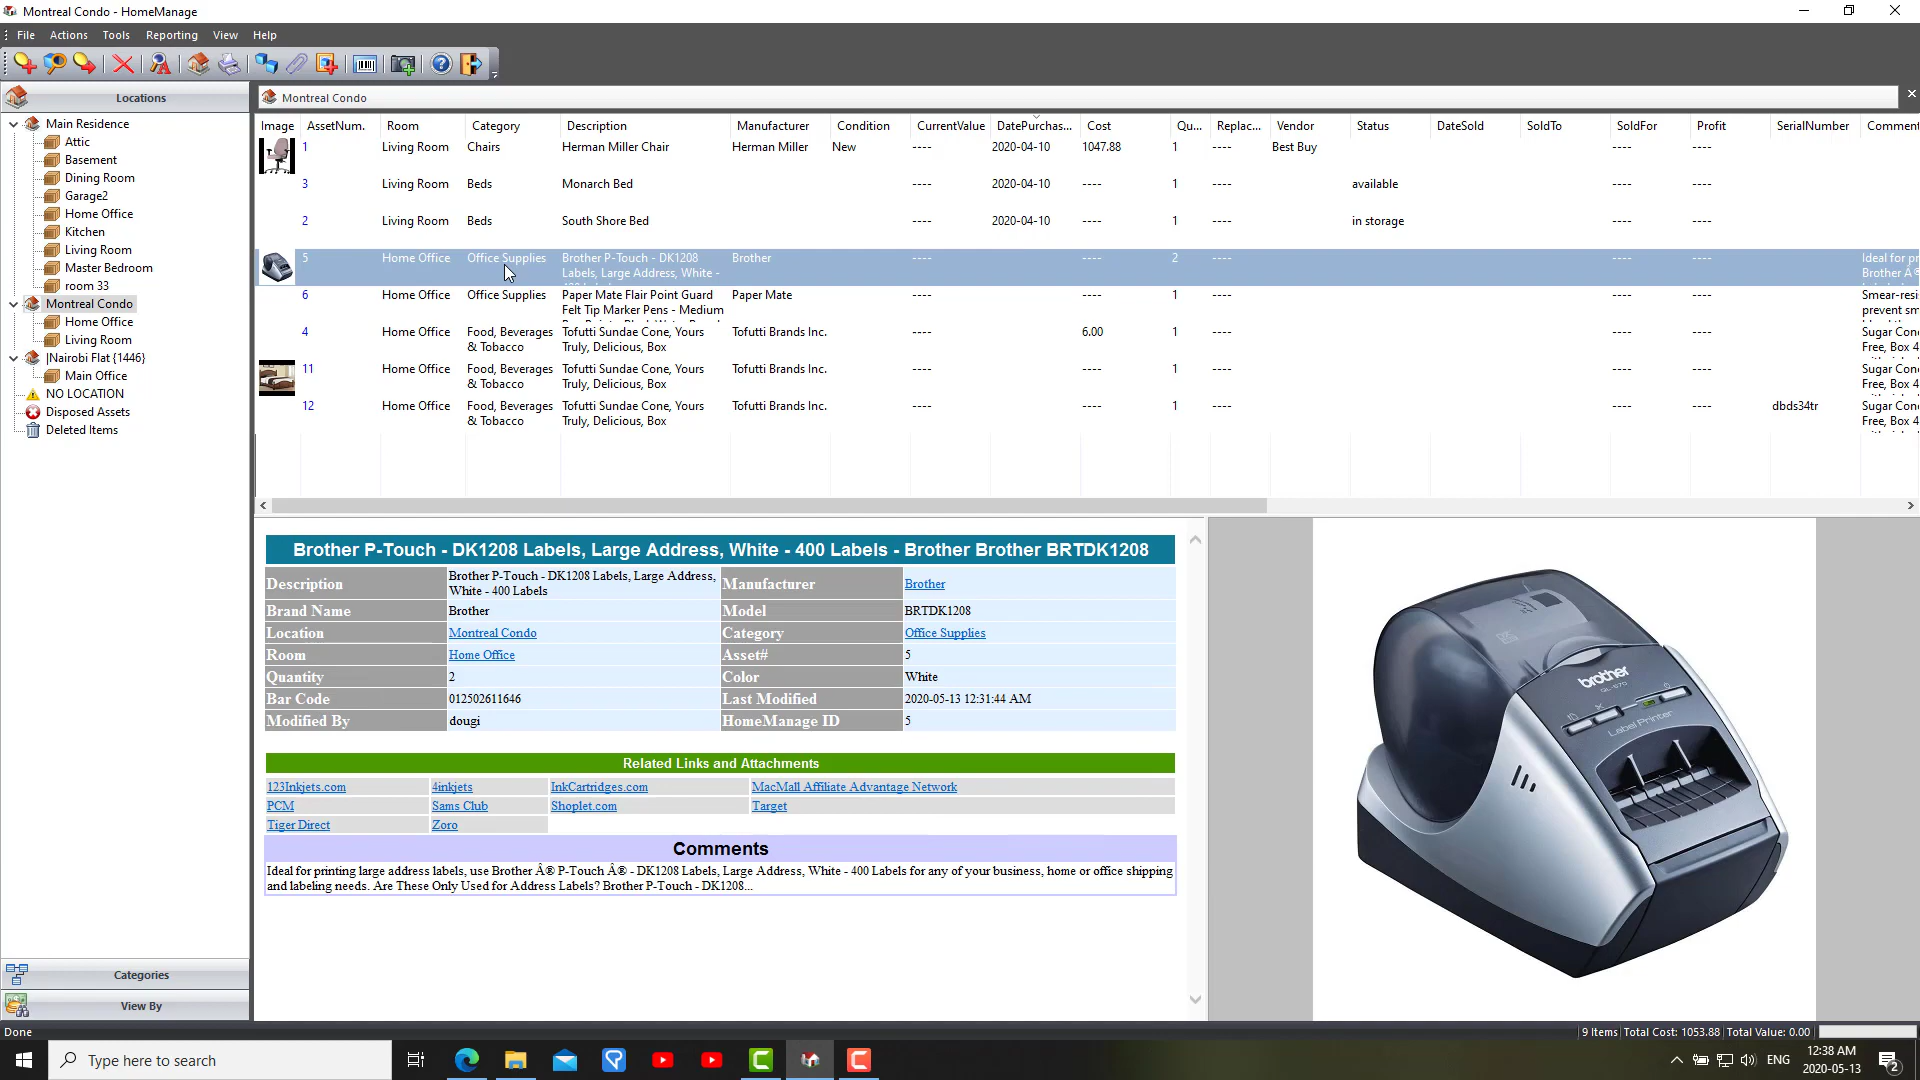 Montreal Condo - HomeManage
File Actions Tools Reporting View Help
Locations
Montreal Condo
Main Residence
Attic
Basement
Dining Room
Garage2
Home Office
Kitchen
Living Room
Master Bedroom
room 33
Montreal Condo
Home Office
Living Room
|Nairobi Flat {1446}
Main Office
NO LOCATION
Disposed Assets
Deleted Items
Categories
View By
Image AssetNum. Room Category Description Manufacturer Condition CurrentValue DatePurchas... Cost Qu... Replac... Vendor Status DateSold SoldTo SoldFor Profit SerialNumber Comment
1 Living Room Chairs Herman Miller Chair Herman Miller New ---- 2020-04-10 1047.88 1 ---- Best Buy ---- ----
3 Living Room Beds Monarch Bed ---- 2020-04-10 ---- 1 ---- available ---- ----
2 Living Room Beds South Shore Bed ---- 2020-04-10 ---- 1 ---- in storage ---- ----
5 Home Office Office Supplies Brother P-Touch - DK1208 Brother ---- ---- 2 ---- ---- ---- Ideal for pr
Labels, Large Address, White - Brother Â®
6 Home Office Office Supplies Paper Mate Flair Point Guard Paper Mate ---- ---- 1 ---- ---- ---- Smear-resi
Felt Tip Marker Pens - Medium prevent sm
4 Home Office Food, Beverages Tofutti Sundae Cone, Yours Tofutti Brands Inc. ---- 6.00 1 ---- ---- ---- Sugar Con
& Tobacco Truly, Delicious, Box Free, Box 4
11 Home Office Food, Beverages Tofutti Sundae Cone, Yours Tofutti Brands Inc. ---- ---- 1 ---- ---- ---- Sugar Con
& Tobacco Truly, Delicious, Box Free, Box 4
12 Home Office Food, Beverages Tofutti Sundae Cone, Yours Tofutti Brands Inc. ---- ---- 1 ---- ---- ---- dbds34tr Sugar Con
& Tobacco Truly, Delicious, Box Free, Box 4
Brother P-Touch - DK1208 Labels, Large Address, White - 400 Labels - Brother Brother BRTDK1208
Description Brother P-Touch - DK1208 Labels, Large Address, Manufacturer Brother
White - 400 Labels
Brand Name Brother Model BRTDK1208
Location Montreal Condo Category Office Supplies
Room Home Office Asset# 5
Quantity 2 Color White
Bar Code 012502611646 Last Modified 2020-05-13 12:31:44 AM
Modified By dougi HomeManage ID 5
Related Links and Attachments
123Inkjets.com 4inkjets InkCartridges.com MacMall Affiliate Advantage Network
PCM Sams Club Shoplet.com Target
Tiger Direct Zoro
Comments
Ideal for printing large address labels, use Brother Â® P-Touch Â® - DK1208 Labels, Large Address, White - 400 Labels for any of your business, home or office shipping
and labeling needs. Are These Only Used for Address Labels? Brother P-Touch - DK1208...
brother
Label Printer
Done
9 Items Total Cost: 1053.88 Total Value: 0.00
Type here to search
ENG
12:38 AM
2020-05-13
2